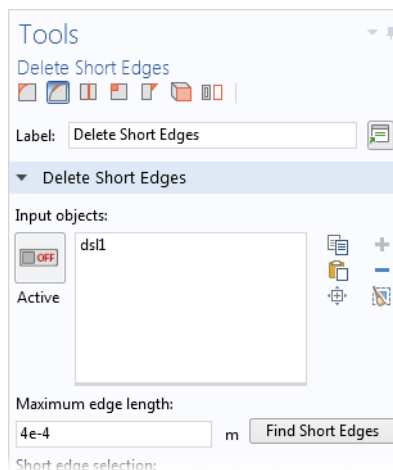 Tools
Delete Short Edges
Label: Delete Short Edges
Delete Short Edges
Input objects:
OFF dsl1
Active
Maximum edge length:
4e-4 m Find Short Edges
Short edge selection: